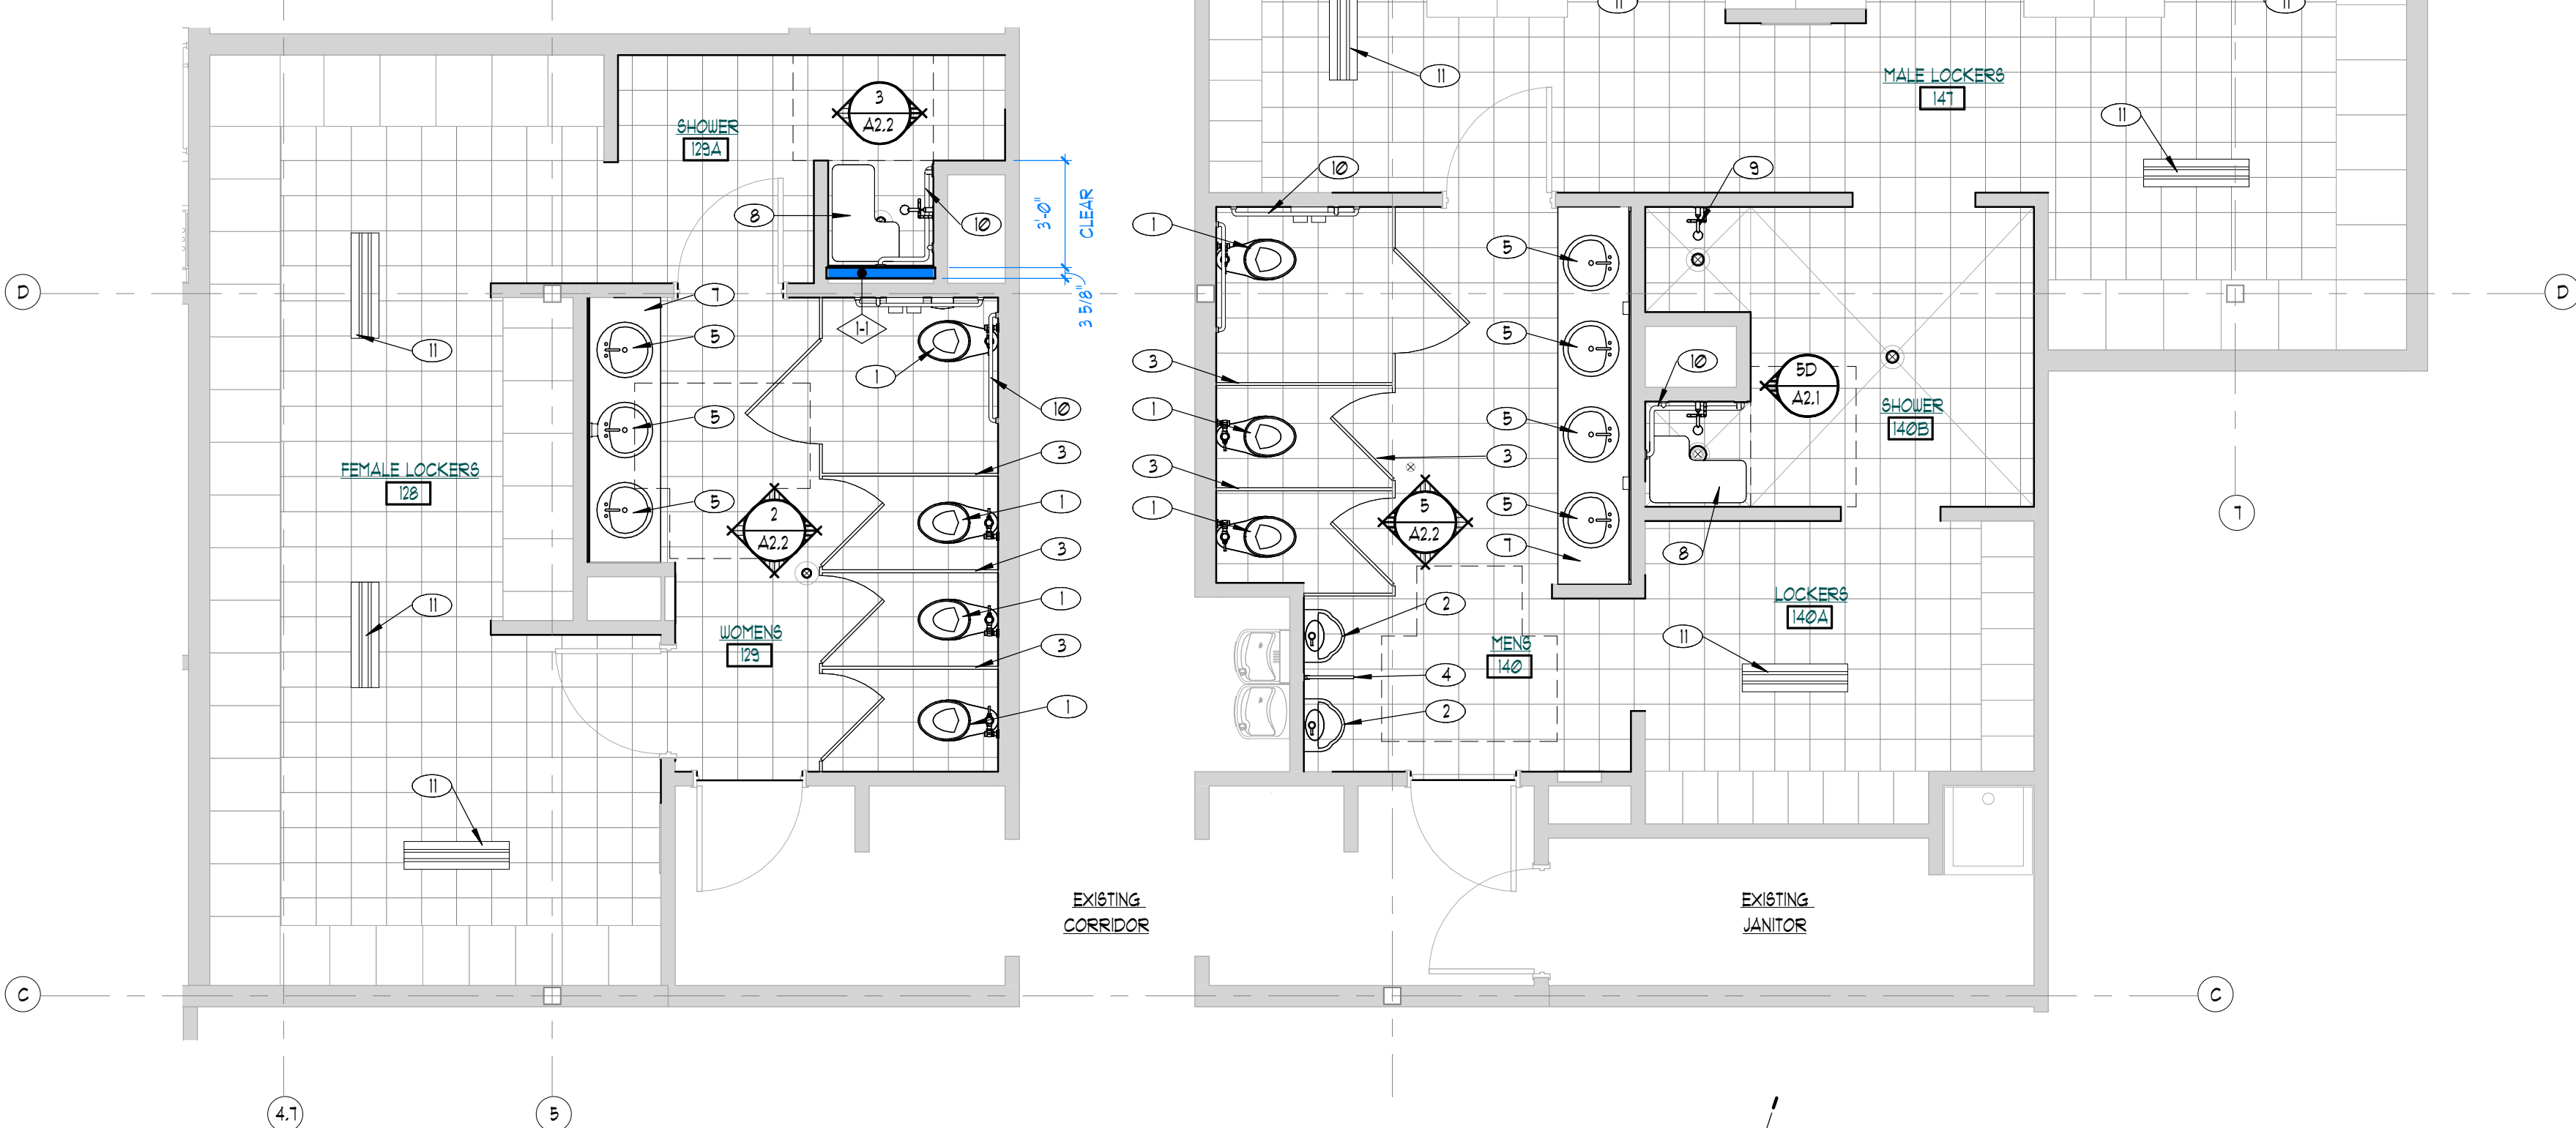 11
11
MALE LOCKERS
147
11
11
3
A2.2
SHOWER
129A
8
10
3'-0"
CLEAR
3 5/8"
10
9
1
5
D
D
7
5
1-1
11
1
10
5
3
10
5D
A2.1
5
3
1
5
SHOWER
140B
FEMALE LOCKERS
128
3
3
5
1
2
A2.2
1
5
A2.2
5
7
7
3
8
11
1
2
LOCKERS
140A
WOMENS
129
3
MENS
140
11
4
1
2
11
EXISTING
CORRIDOR
EXISTING
JANITOR
C
C
4.7
5